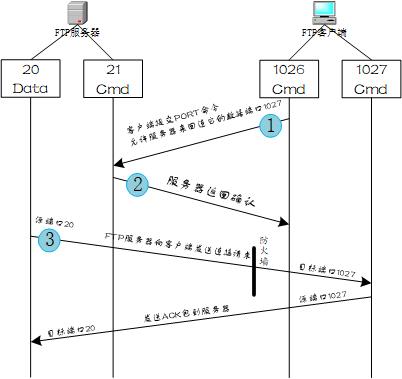 FTP服务器
FTP客户端
20
Data
21
Cmd
1026
Cmd
1027
Cmd
客户端提交PORT命令
允许服务器来回连它的数据端口1027
1
2
服务器返回确认
源端口20
3
FTP服务器向客户端发送连接请求
防火墙
目标端口1027
源端口1027
发送ACK包到服务器
目标端口20